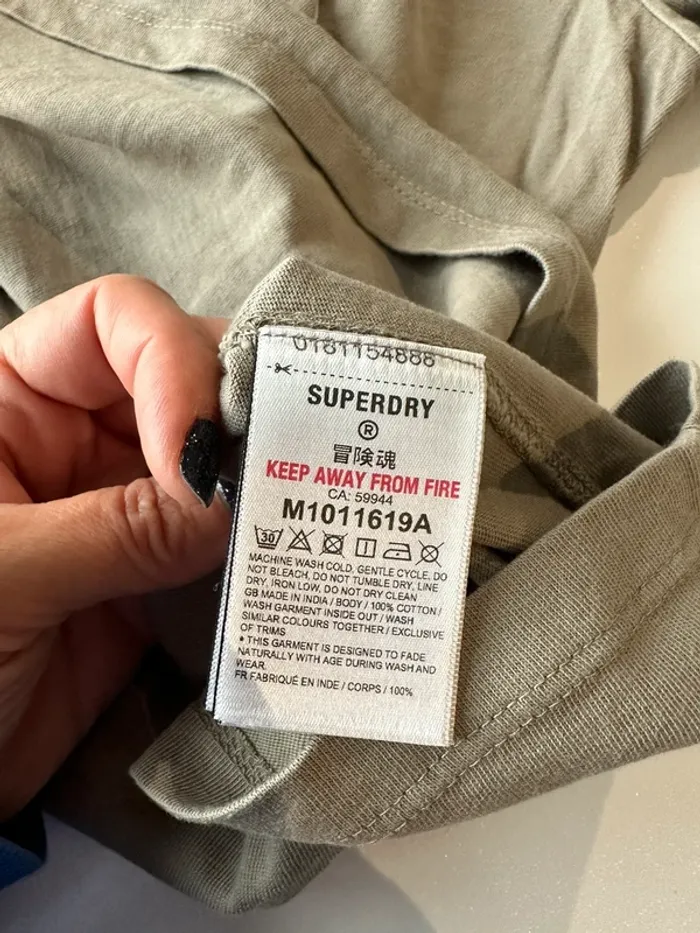 0181154888
SUPERDRY
®
冒険魂
KEEP AWAY FROM FIRE
CA: 59944
M1011619A
30
MACHINE WASH COLD, GENTLE CYCLE, DO
NOT BLEACH, DO NOT TUMBLE DRY, LINE
DRY, IRON LOW, DO NOT DRY CLEAN
GB MADE IN INDIA / BODY / 100% COTTON /
WASH GARMENT INSIDE OUT / WASH
SIMILAR COLOURS TOGETHER / EXCLUSIVE
OF TRIMS
• THIS GARMENT IS DESIGNED TO FADE
NATURALLY WITH AGE DURING WASH AND
WEAR.
FR FABRIQUÉ EN INDE / CORPS / 100%